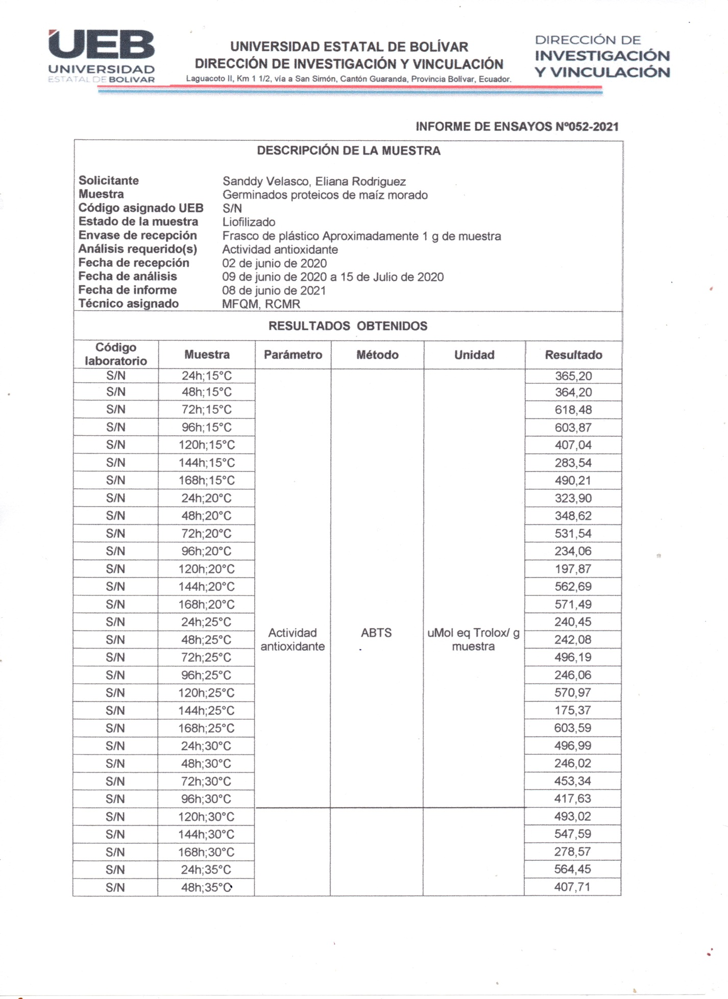 UEB
UNIVERSIDAD
ESTATAL DE BOLIVAR
UNIVERSIDAD ESTATAL DE BOLÍVAR
DIRECCIÓN DE INVESTIGACIÓN Y VINCULACIÓN
Laguacoto II, Km 1 1/2, vía a San Simón, Cantón Guaranda, Provincia Bolívar, Ecuador.
DIRECCIÓN DE
INVESTIGACIÓN
Y VINCULACIÓN
INFORME DE ENSAYOS Nº052-2021
DESCRIPCIÓN DE LA MUESTRA
Solicitante Sanddy Velasco, Eliana Rodriguez
Muestra Germinados proteicos de maíz morado
Código asignado UEB S/N
Estado de la muestra Liofilizado
Envase de recepción Frasco de plástico Aproximadamente 1 g de muestra
Análisis requerido(s) Actividad antioxidante
Fecha de recepción 02 de junio de 2020
Fecha de análisis 09 de junio de 2020 a 15 de Julio de 2020
Fecha de informe 08 de junio de 2021
Técnico asignado MFQM, RCMR
RESULTADOS OBTENIDOS
Código laboratorio Muestra Parámetro Método Unidad Resultado
S/N 24h;15°C 365,20
S/N 48h;15°C 364,20
S/N 72h;15°C 618,48
S/N 96h;15°C 603,87
S/N 120h;15°C 407,04
S/N 144h;15°C 283,54
S/N 168h;15°C 490,21
S/N 24h;20°C 323,90
S/N 48h;20°C 348,62
S/N 72h;20°C 531,54
S/N 96h;20°C 234,06
S/N 120h;20°C 197,87
S/N 144h;20°C 562,69
S/N 168h;20°C 571,49
S/N 24h;25°C 240,45
S/N 48h;25°C Actividad antioxidante ABTS uMol eq Trolox/ g muestra 242,08
S/N 72h;25°C 496,19
S/N 96h;25°C 246,06
S/N 120h;25°C 570,97
S/N 144h;25°C 175,37
S/N 168h;25°C 603,59
S/N 24h;30°C 496,99
S/N 48h;30°C 246,02
S/N 72h;30°C 453,34
S/N 96h;30°C 417,63
S/N 120h;30°C 493,02
S/N 144h;30°C 547,59
S/N 168h;30°C 278,57
S/N 24h;35°C 564,45
S/N 48h;35°C 407,71